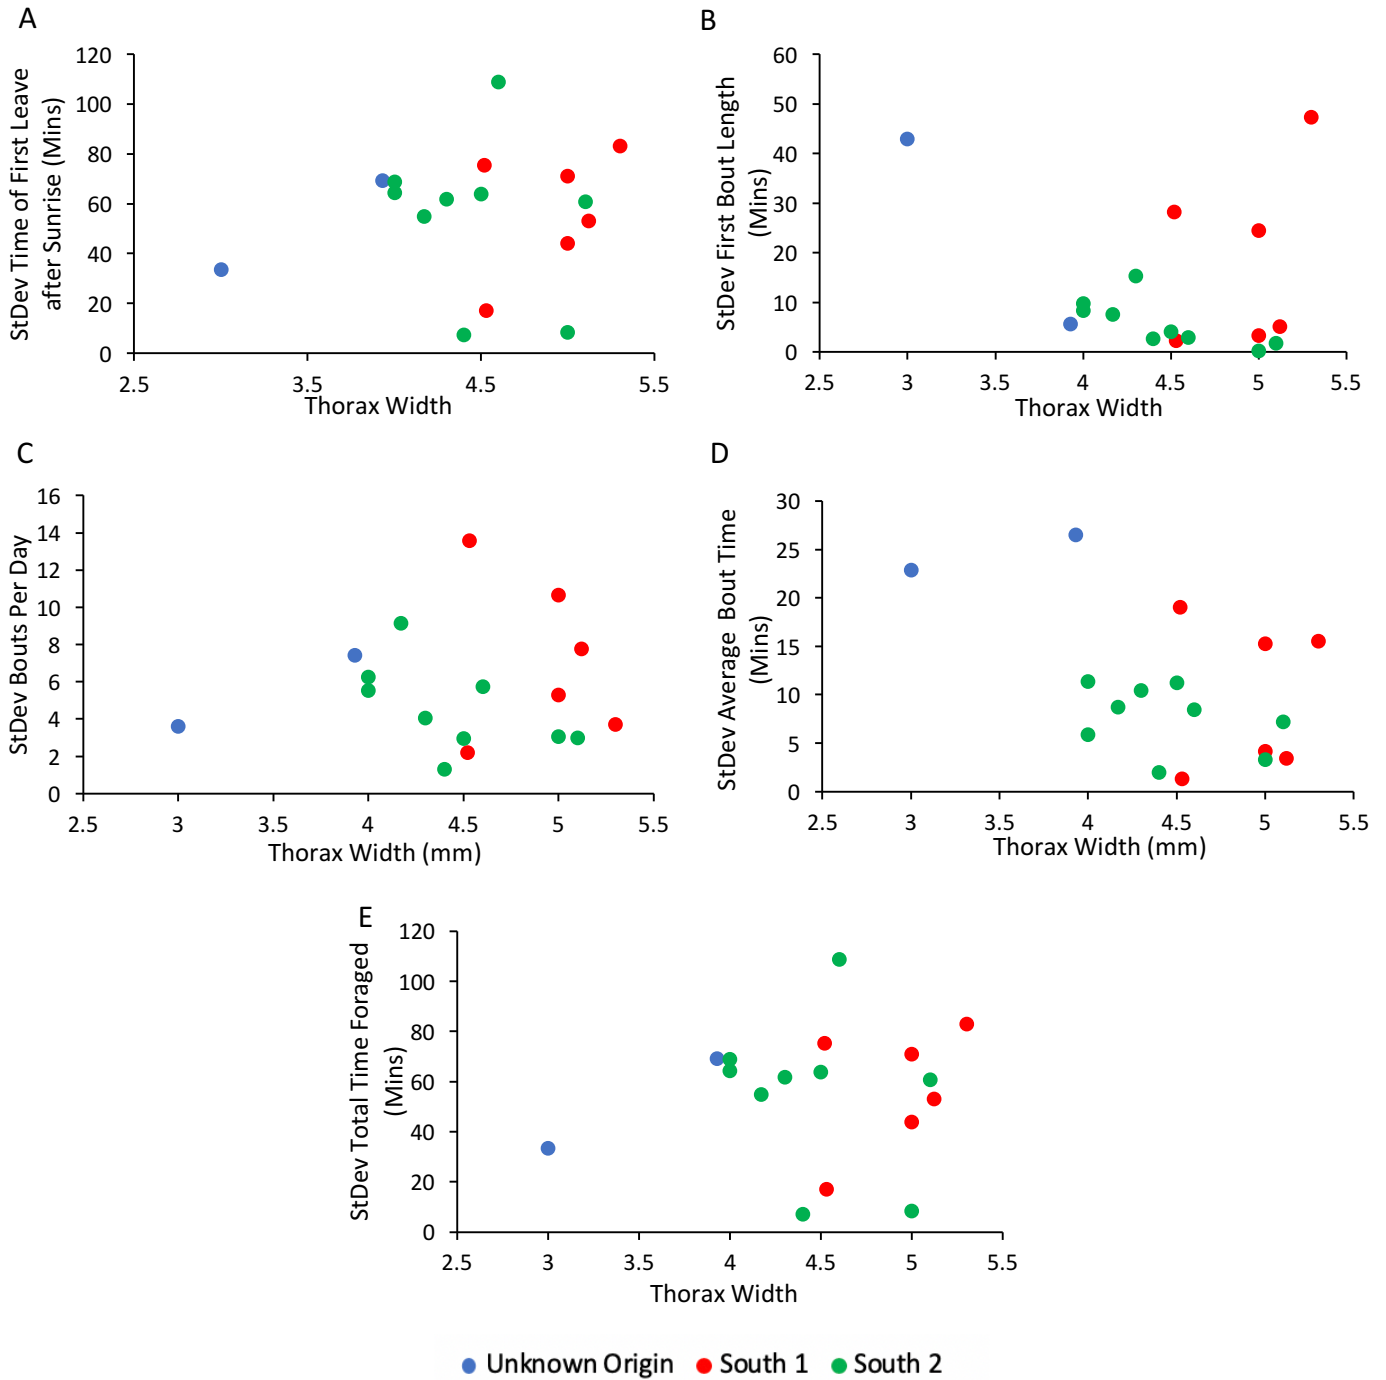 A
StDev Time of First Leave
after Sunrise (Mins)
120
100
80
60
40
20
0
2.5 3.5 4.5 5.5
Thorax Width
B
StDev First Bout Length
(Mins)
60
50
40
30
20
10
0
2.5 3 3.5 4 4.5 5 5.5
Thorax Width
C
StDev Bouts Per Day
16
14
12
10
8
6
4
2
0
2.5 3 3.5 4 4.5 5 5.5
Thorax Width (mm)
D
StDev Average Bout Time
(Mins)
30
25
20
15
10
5
0
2.5 3 3.5 4 4.5 5 5.5
Thorax Width (mm)
E
StDev Total Time Foraged
(Mins)
120
100
80
60
40
20
0
2.5 3 3.5 4 4.5 5 5.5
Thorax Width
Unknown Origin South 1 South 2